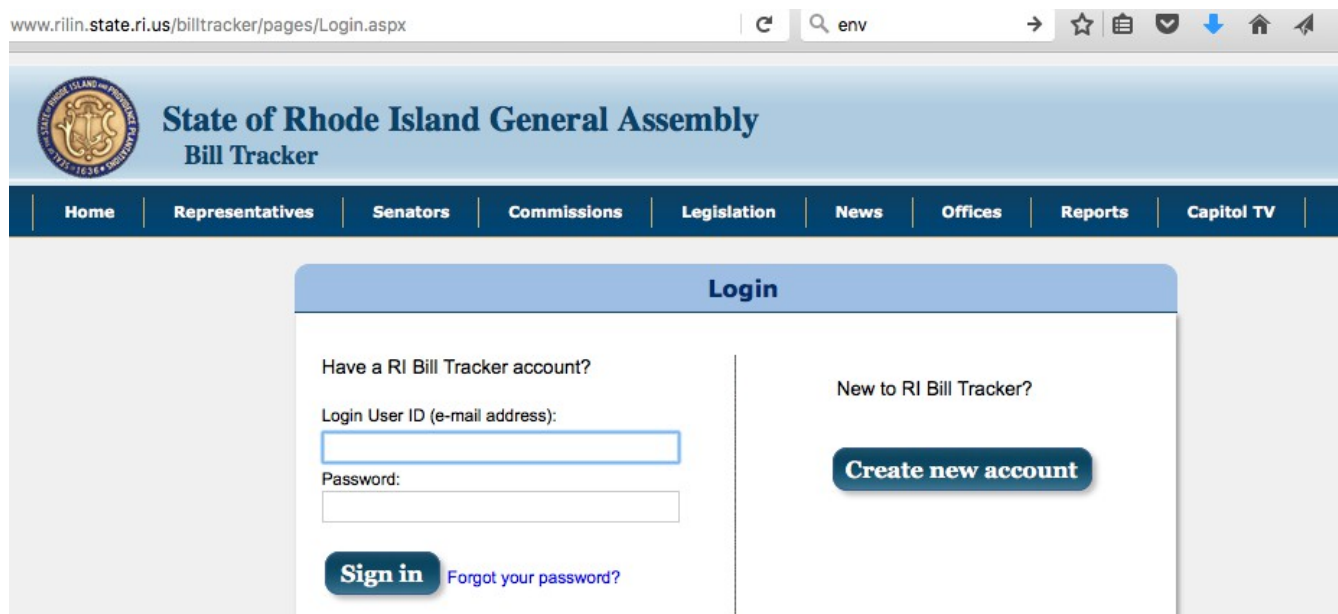 www.rilin.state.ri.us/billtracker/pages/Login.aspx
env
State of Rhode Island General Assembly
Bill Tracker
1636
Home Representatives Senators Commissions Legislation News Offices Reports Capitol TV
Login
Have a RI Bill Tracker account?
New to RI Bill Tracker?
Login User ID (e-mail address):
Create new account
Password:
Sign in Forgot your password?